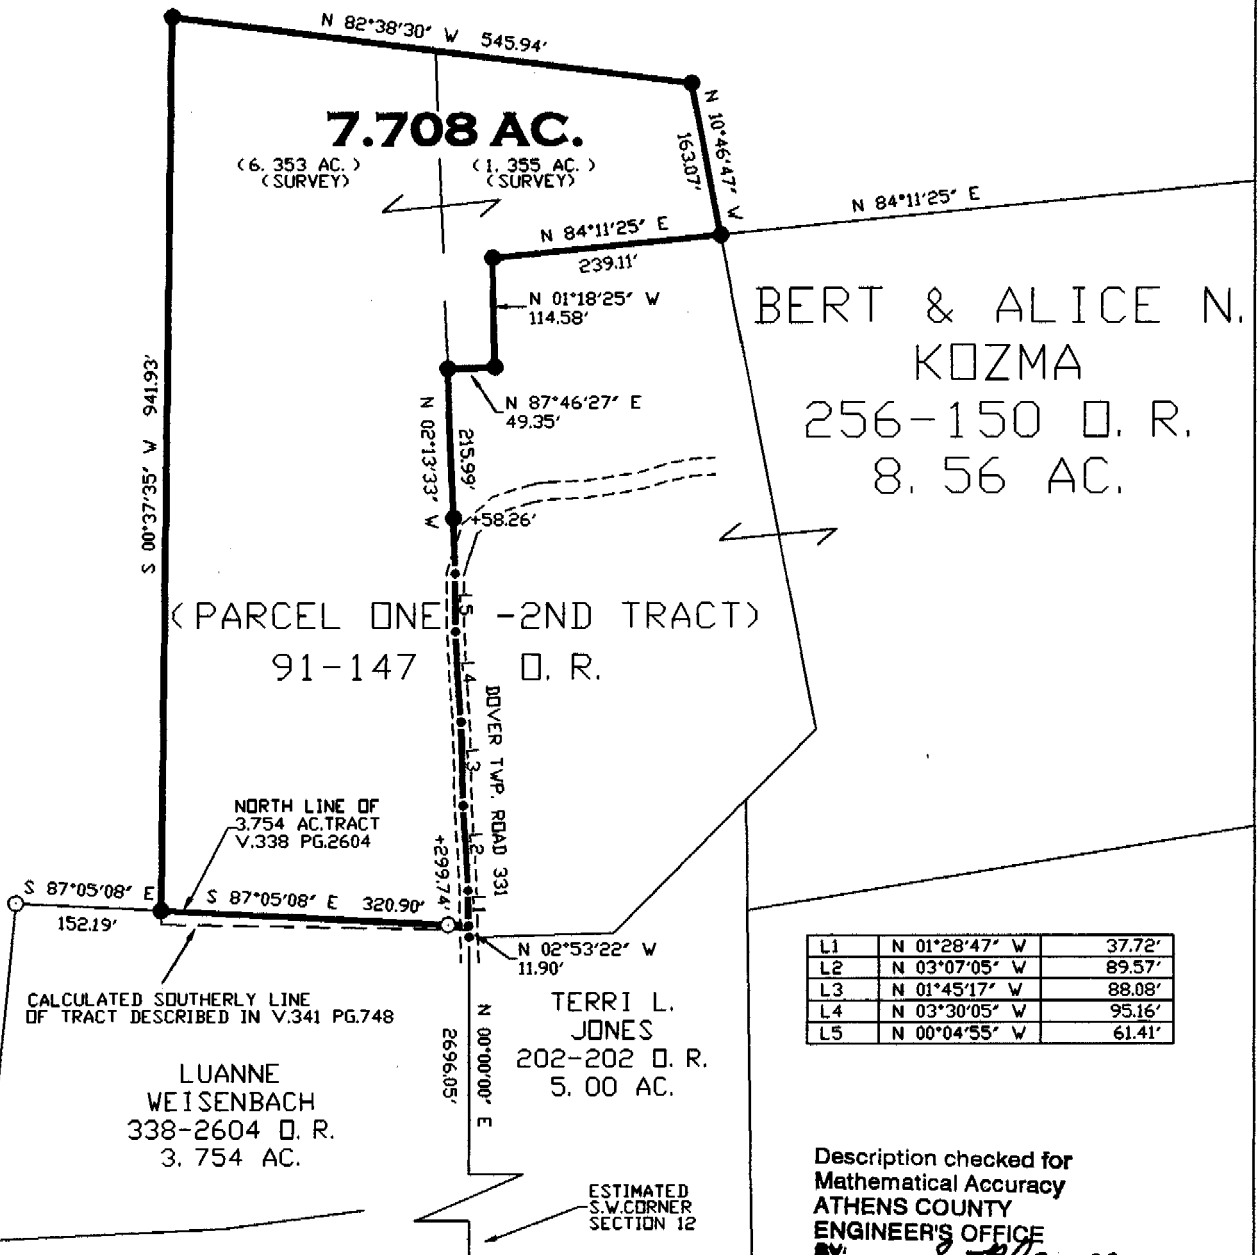 N 82°38'30" W 545.94'
7.708 AC.
(6.353 AC.)
(SURVEY)
(1.355 AC.)
(SURVEY)
N 10°46'47" W
163.07'
N 84°11'25" E
239.11'
N 84°11'25" E
N 01°18'25" W
114.58'
BERT & ALICE N.
KOZMA
256-150 O.R.
8.56 AC.
N 87°46'27" E
49.35'
S 00°37'35" W 941.93'
N 02°13'33" W
215.99'
+58.26'
(PARCEL ONE -2ND TRACT)
91-147 O.R.
L5
L4
L3
L2
L1
DOVER TWP. ROAD 331
+299.74'
NORTH LINE OF
3.754 AC.TRACT
V.338 PG.2604
S 87°05'08" E
152.19'
S 87°05'08" E 320.90'
N 02°53'22" W
11.90'
CALCULATED SOUTHERLY LINE
OF TRACT DESCRIBED IN V.341 PG.748
N 00°00'00" E
2696.05'
TERRI L.
JONES
202-202 O.R.
5.00 AC.
LUANNE
WEISENBACH
338-2604 O.R.
3.754 AC.
L1 N 01°28'47" W 37.72'
L2 N 03°07'05" W 89.57'
L3 N 01°45'17" W 88.08'
L4 N 03°30'05" W 95.16'
L5 N 00°04'55" W 61.41'
ESTIMATED
S.W.CORNER
SECTION 12
Description checked for
Mathematical Accuracy
ATHENS COUNTY
ENGINEER'S OFFICE
BY: